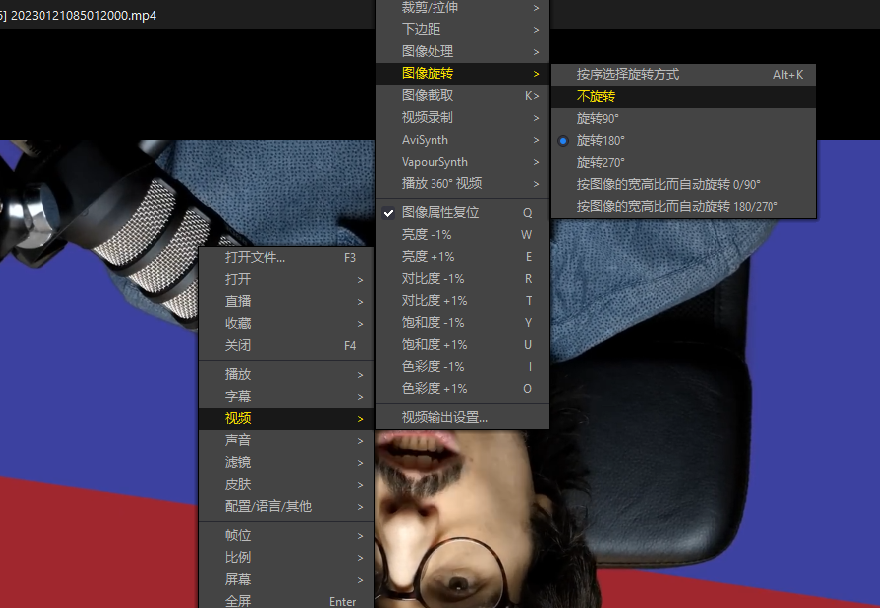 5] 20230121085012000.mp4
裁剪/拉伸 >
下边距 >
图像处理 >
图像旋转 >
图像截取 K>
视频录制 >
AviSynth >
VapourSynth >
播放 360° 视频 >
图像属性复位 Q
亮度 -1% W
亮度 +1% E
对比度 -1% R
对比度 +1% T
饱和度 -1% Y
饱和度 +1% U
色彩度 -1% I
色彩度 +1% O
视频输出设置...
按序选择旋转方式 Alt+K
不旋转
旋转90°
旋转180°
旋转270°
按图像的宽高比而自动旋转 0/90°
按图像的宽高比而自动旋转 180/270°
打开文件... F3
打开 >
直播 >
收藏 >
关闭 F4
播放 >
字幕 >
视频 >
声音 >
滤镜 >
皮肤 >
配置/语言/其他 >
帧位 >
比例 >
屏幕 >
全屏 Enter